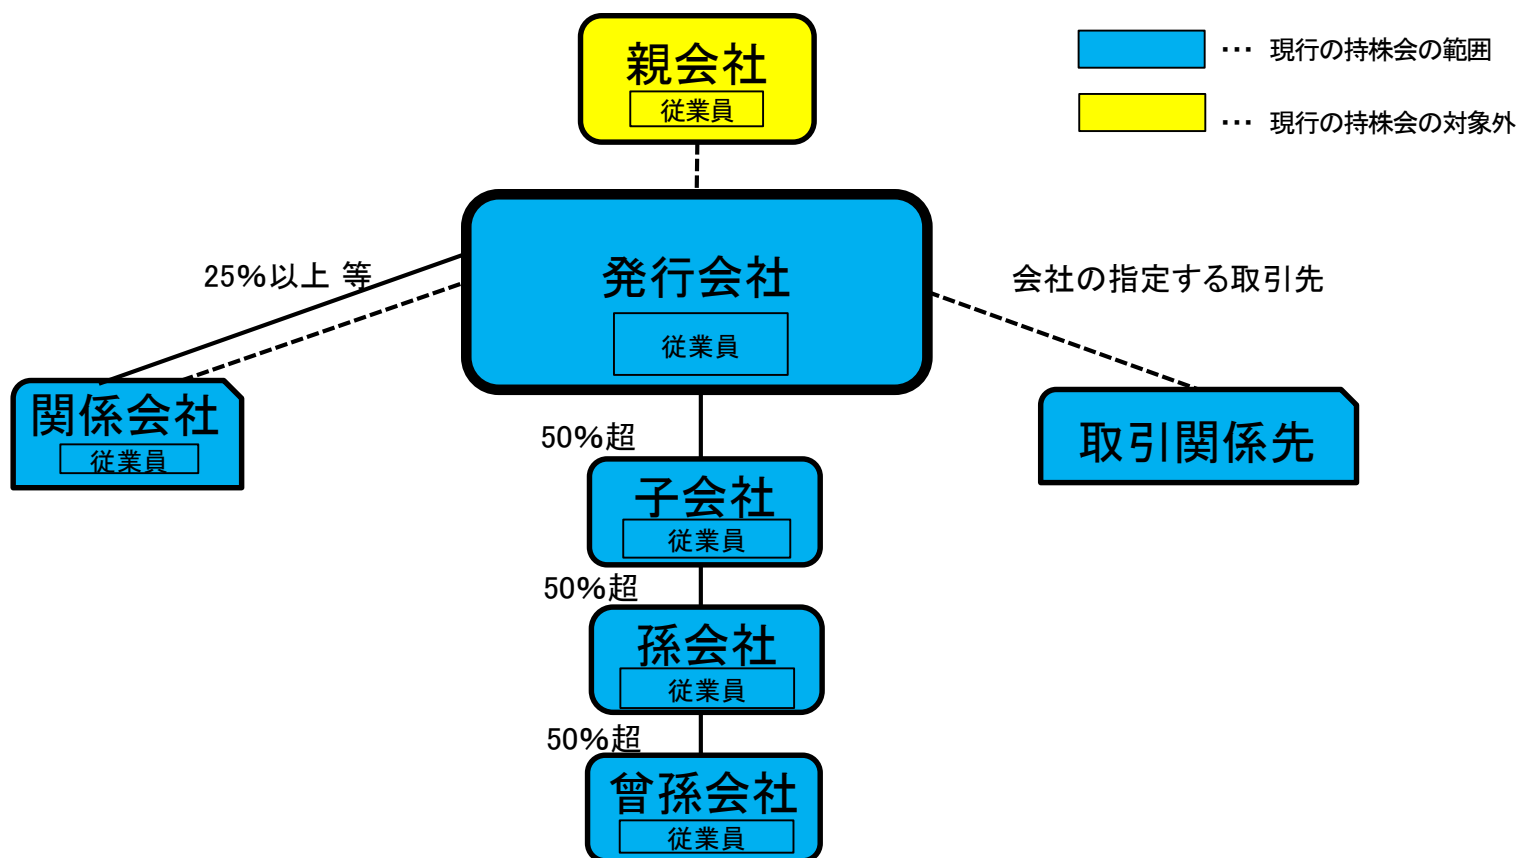 親会社
従業員
… 現行の持株会の範囲
… 現行の持株会の対象外
25%以上 等
発行会社
従業員
会社の指定する取引先
関係会社
従業員
取引関係先
50%超
子会社
従業員
50%超
孫会社
従業員
50%超
曾孫会社
従業員